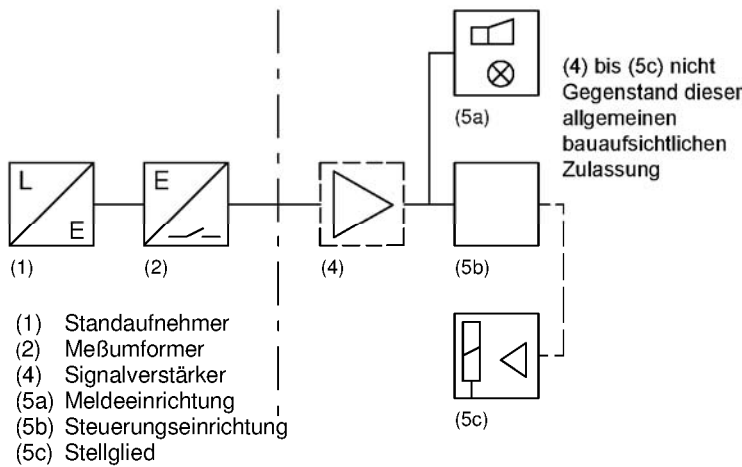 (4) bis (5c) nicht
Gegenstand dieser
allgemeinen
bauaufsichtlichen
Zulassung
(5a)
L
E
E
(1)
(2)
(4)
(5b)
(5c)
(1) Standaufnehmer
(2) Meßumformer
(4) Signalverstärker
(5a) Meldeeinrichtung
(5b) Steuerungseinrichtung
(5c) Stellglied